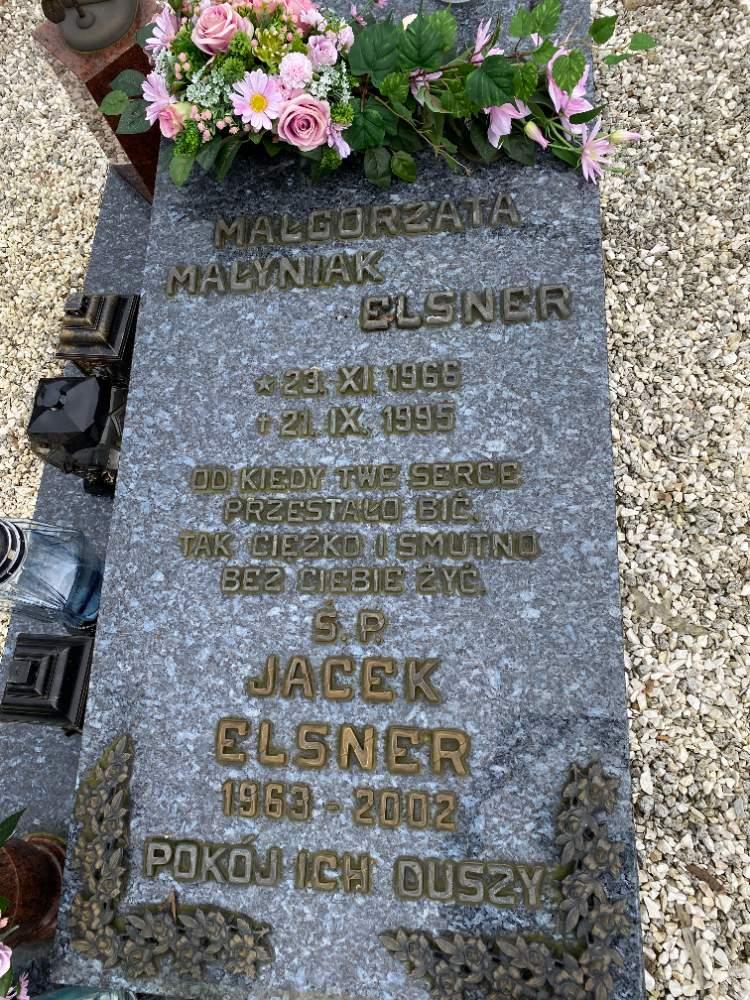 MAŁGORZATA
MAŁYNIAK
ELSNER
★ 23. XI. 1966
† 21. IX. 1995
OD KIEDY TWE SERCE
PRZESTAŁO BIĆ,
TAK CIĘŻKO I SMUTNO
BEZ CIEBIE ŻYĆ.
Ś.P.
JACEK
ELSNER
1963 - 2002
POKÓJ ICH DUSZY